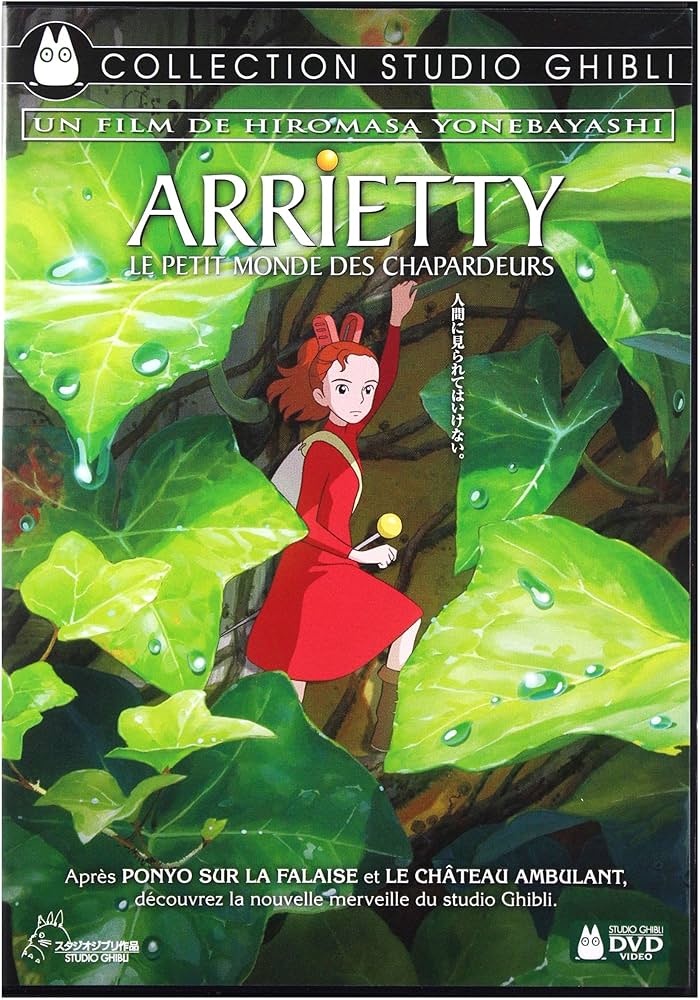 COLLECTION STUDIO GHIBLI
UN FILM DE HIROMASA YONEBAYASHI
ARRIETTY
LE PETIT MONDE DES CHAPARDEURS
人間に見られてはいけない。
Après PONYO SUR LA FALAISE et LE CHÂTEAU AMBULANT,
découvrez la nouvelle merveille du studio Ghibli.
スタジオジブリ作品
STUDIO GHIBLI
STUDIO GHIBLI
DVD
VIDEO